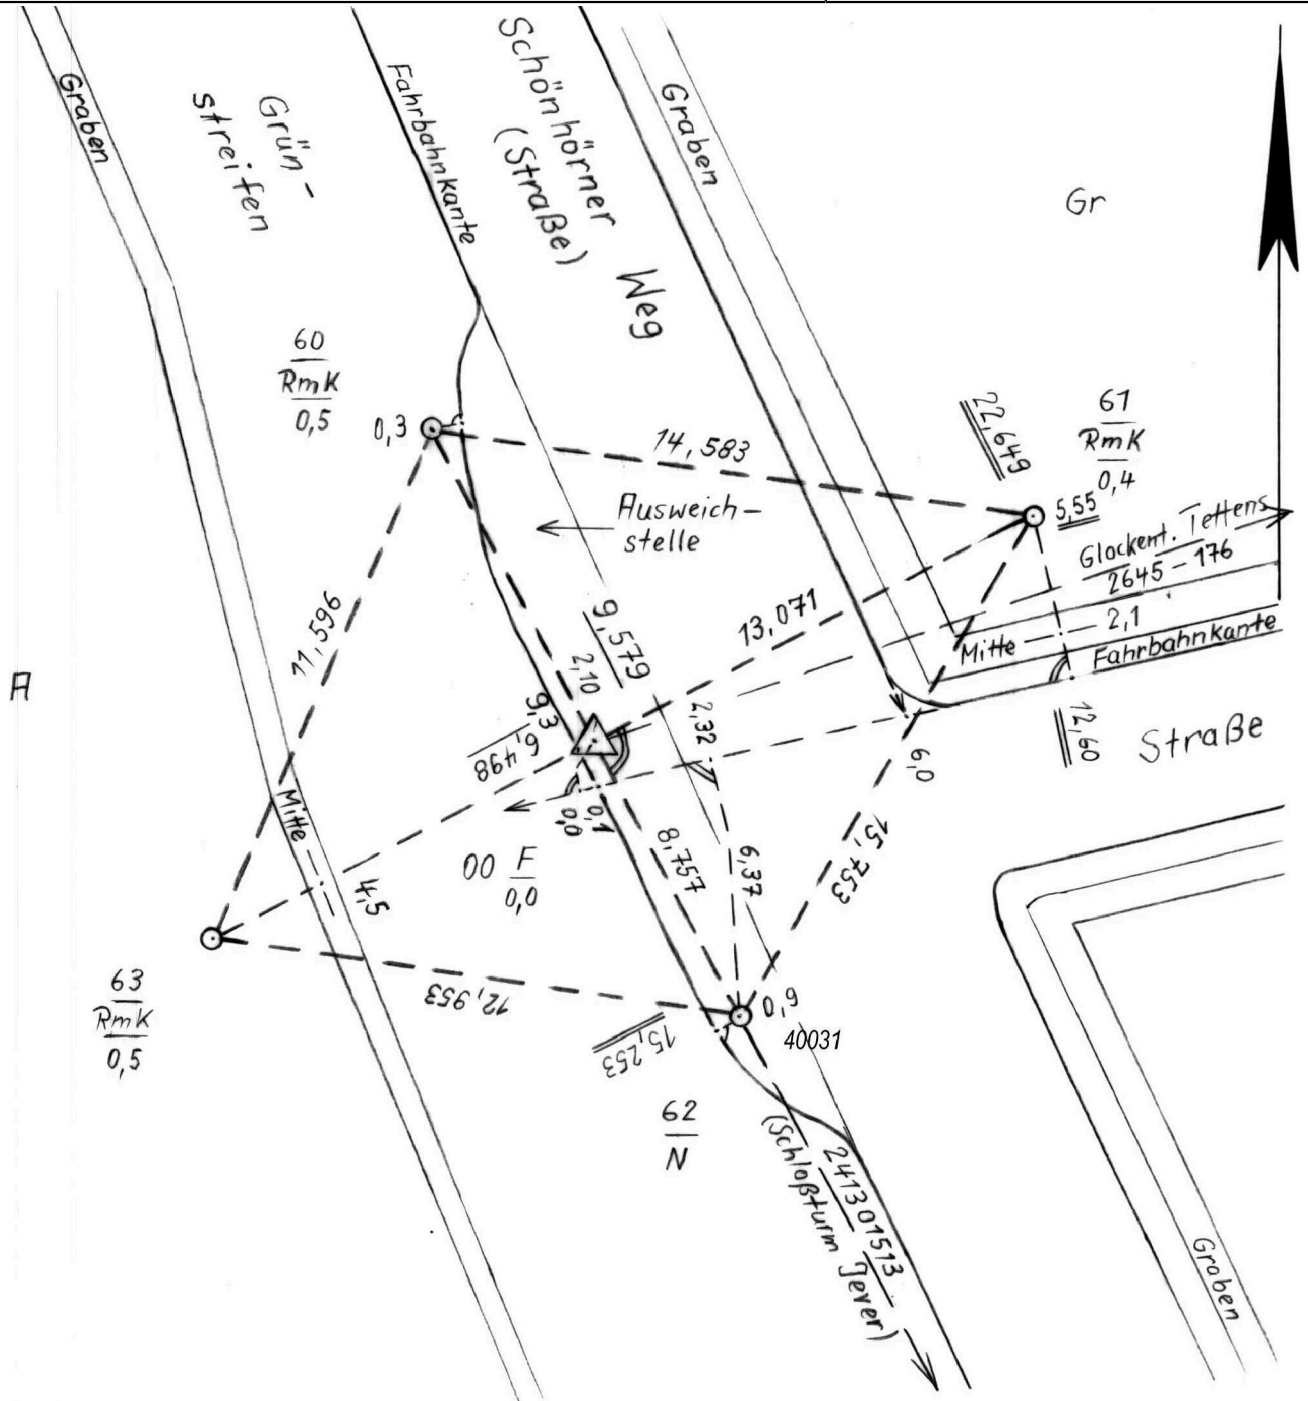 Graben
Grün-
streifen
Fahrbahnkante
Schönhörner
(Straße)
Weg
Graben
Gr
60
RmK
0,5
0,3
14,583
22,649
61
RmK
0,4
5,55
Ausweich-
stelle
Glockent. Tettens
2645-176
11,596
9,579
13,071
2,1
Mitte
Fahrbahnkante
A
2,10
9,3
6,498
2,32
12,60
Straße
6,0
Mitte
0,0
0,1
00 F
0,0
8,757
6,37
15,753
4,5
63
RmK
0,5
12,953
15,253
0,9
40031
62
N
(Schloßturm Jever)
241301513
Graben